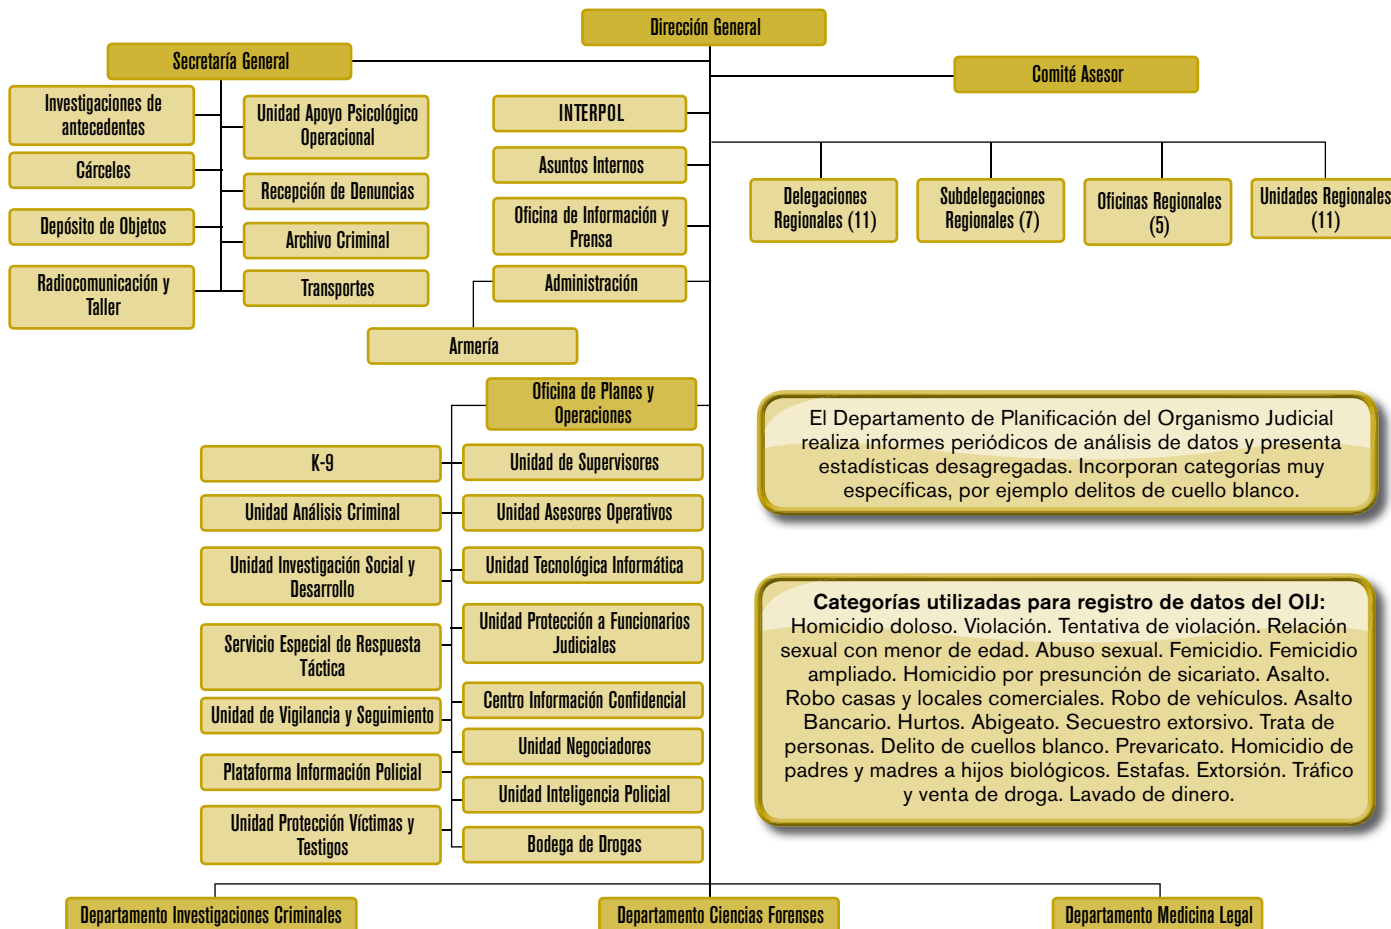 Dirección General
Secretaría General
Comité Asesor
Investigaciones de
antecedentes
Unidad Apoyo Psicológico
Operacional
Cárceles
Recepción de Denuncias
Depósito de Objetos
Archivo Criminal
Radiocomunicación y
Taller
Transportes
INTERPOL
Asuntos Internos
Oficina de Información y
Prensa
Administración
Armería
Delegaciones
Regionales (11)
Subdelegaciones
Regionales (7)
Oficinas Regionales
(5)
Unidades Regionales
(11)
Oficina de Planes y
Operaciones
K-9
Unidad de Supervisores
Unidad Análisis Criminal
Unidad Asesores Operativos
Unidad Investigación Social y
Desarrollo
Unidad Tecnológica Informática
Servicio Especial de Respuesta
Táctica
Unidad Protección a Funcionarios
Judiciales
Unidad de Vigilancia y Seguimiento
Centro Información Confidencial
Unidad Negociadores
Plataforma Información Policial
Unidad Inteligencia Policial
Unidad Protección Víctimas y
Testigos
Bodega de Drogas
El Departamento de Planificación del Organismo Judicial
realiza informes periódicos de análisis de datos y presenta
estadísticas desagregadas. Incorporan categorías muy
específicas, por ejemplo delitos de cuello blanco.
Categorías utilizadas para registro de datos del OIJ:
Homicidio doloso. Violación. Tentativa de violación. Relación
sexual con menor de edad. Abuso sexual. Femicidio. Femicidio
ampliado. Homicidio por presunción de sicariato. Asalto.
Robo casas y locales comerciales. Robo de vehículos. Asalto
Bancario. Hurtos. Abigeato. Secuestro extorsivo. Trata de
personas. Delito de cuellos blanco. Prevaricato. Homicidio de
padres y madres a hijos biológicos. Estafas. Extorsión. Tráfico
y venta de droga. Lavado de dinero.
Departamento Investigaciones Criminales
Departamento Ciencias Forenses
Departamento Medicina Legal